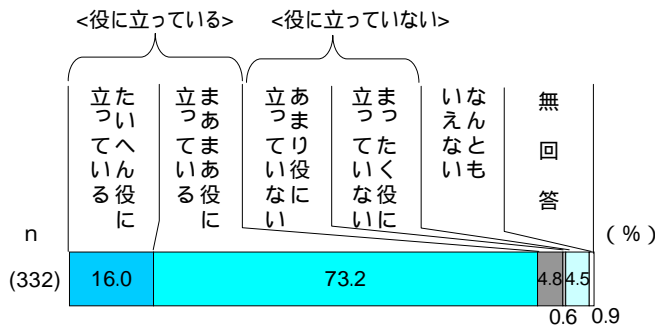 <役に立っている>
<役に立っていない>
たいへん役に
立っている
まあまあ役に
立っている
あまり役に
立っていない
まったく役に
立っていない
なんとも
いえない
無回答
n
(%)
(332)
16.0
73.2
4.8
4.5
0.6
0.9